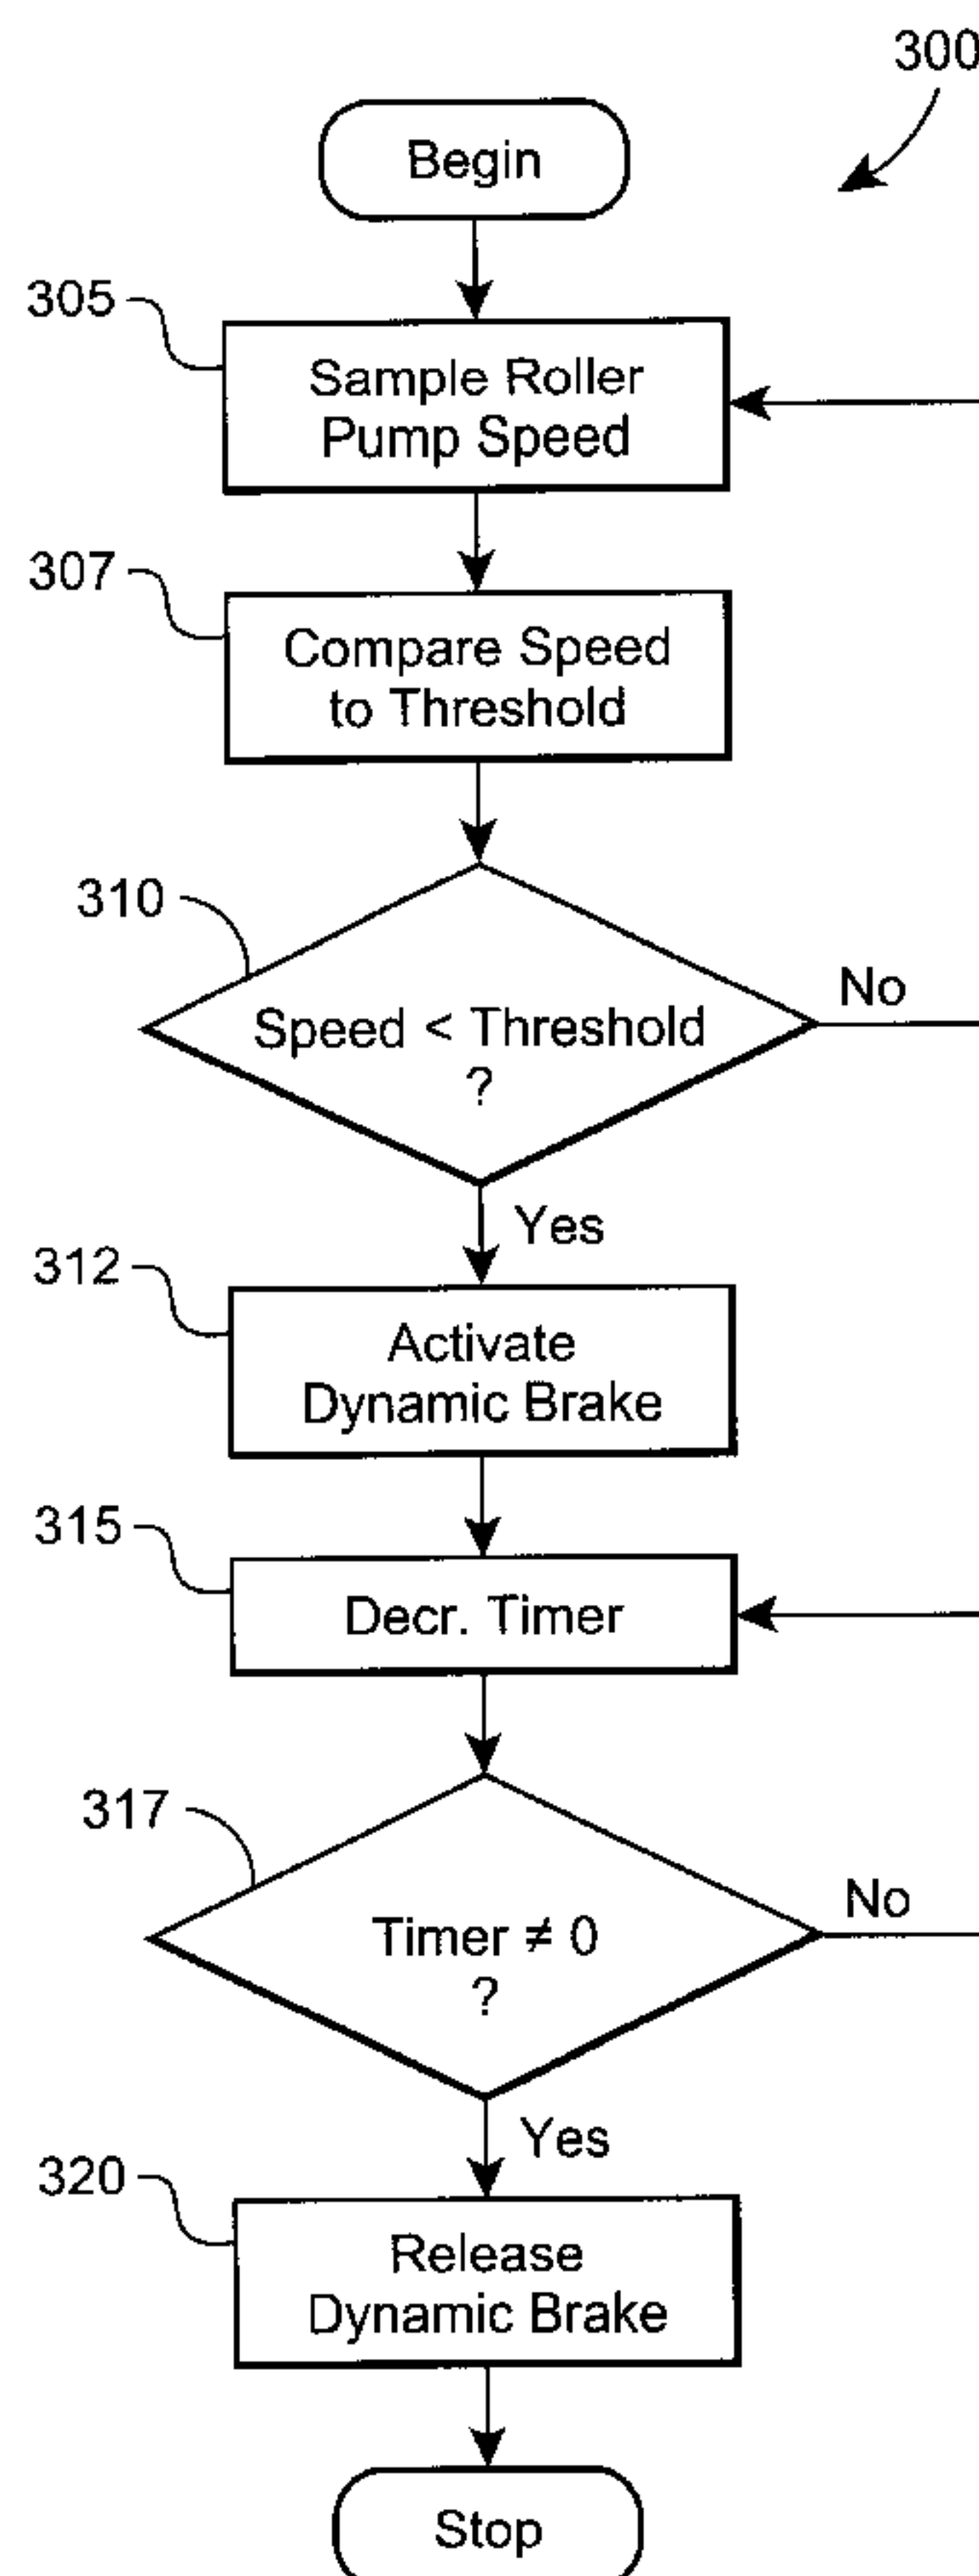 300
Begin
305
Sample Roller
Pump Speed
307
Compare Speed
to Threshold
310
No
Speed < Threshold
?
Yes
312
Activate
Dynamic Brake
315
Decr. Timer
317
No
Timer ≠ 0
?
Yes
320
Release
Dynamic Brake
Stop